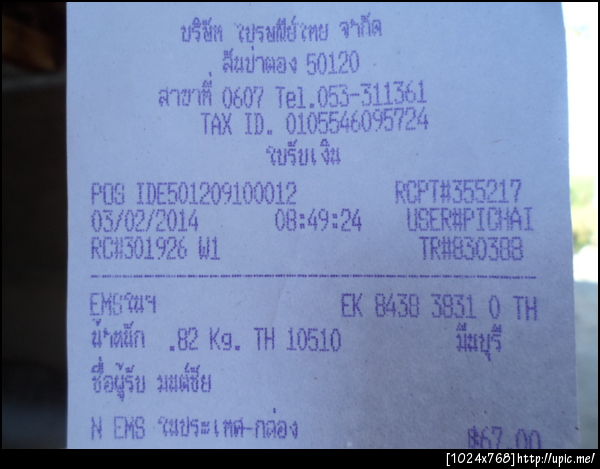 บริษัท ไปรษณีย์ไทย จำกัด
สันป่าตอง 50120
สาขาที่ 0607 Tel.053-311361
TAX ID. 0105546095724
ใบรับเงิน
POS IDE501209100012 RCPT#355217
03/02/2014 08:49:24 USER#PICHAI
RC#301926 W1 TR#830388
EMSในฯ EK 8438 3831 0 TH
น้ำหนัก .82 Kg. TH 10510 มีนบุรี
ชื่อผู้รับ มนต์ชัย
N EMS ในประเทศ-กล่อง ฿67.00
[1024x768]http://upic.me/